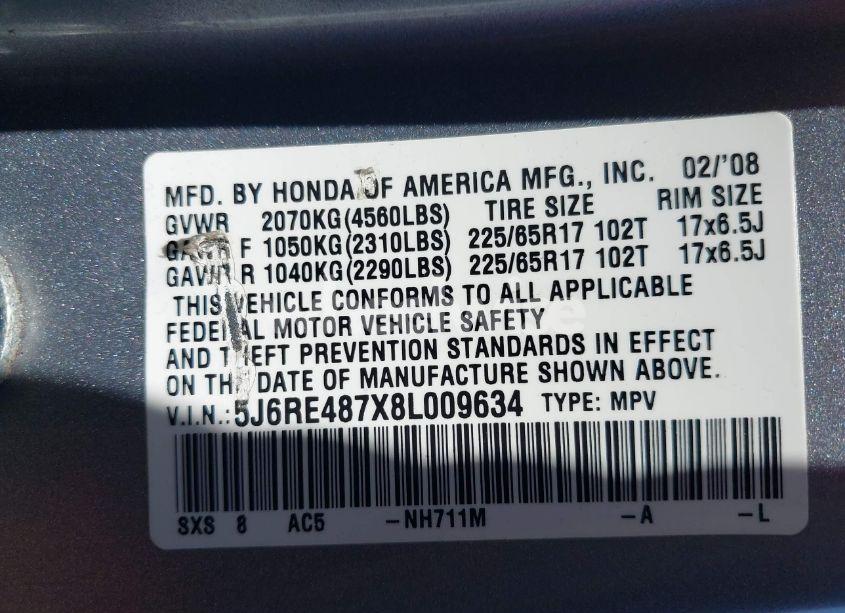 MFD. BY HONDA OF AMERICA MFG., INC. 02/'08
GVWR 2070KG(4560LBS) TIRE SIZE RIM SIZE
GAWR F 1050KG(2310LBS) 225/65R17 102T 17x6.5J
GAWR R 1040KG(2290LBS) 225/65R17 102T 17x6.5J
THIS VEHICLE CONFORMS TO ALL APPLICABLE
FEDERAL MOTOR VEHICLE SAFETY
AND THEFT PREVENTION STANDARDS IN EFFECT
ON THE DATE OF MANUFACTURE SHOWN ABOVE.
V.I.N.: 5J6RE487X8L009634 TYPE: MPV
SXS 8 AC5 -NH711M -A -L